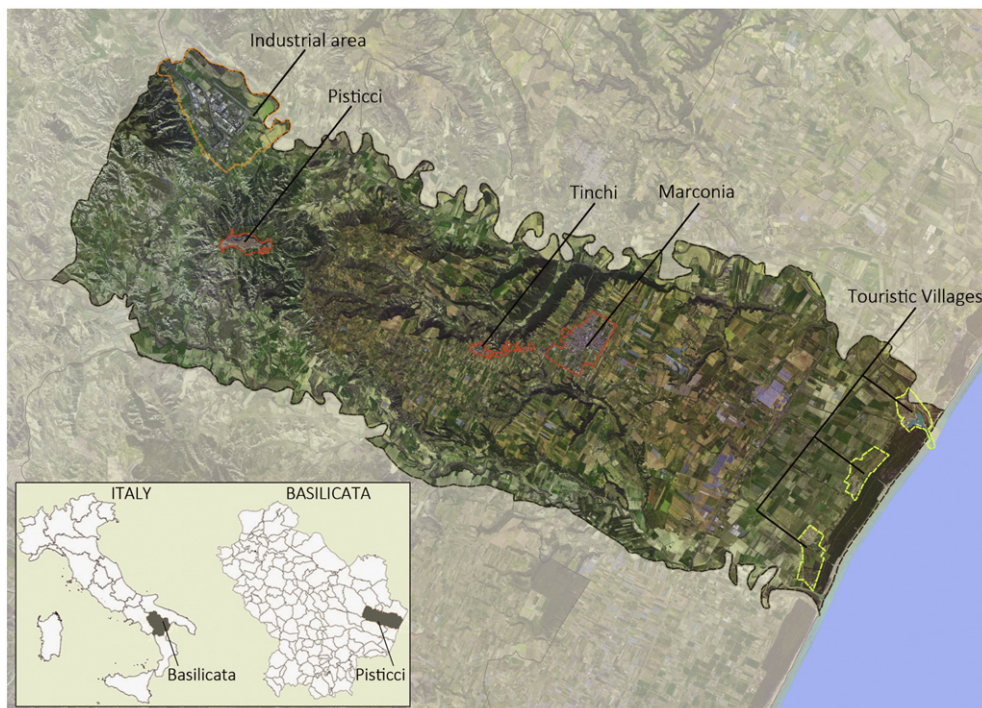 Industrial area
Pisticci
Tinchi
Marconia
Touristic Villages
ITALY
BASILICATA
Basilicata
Pisticci